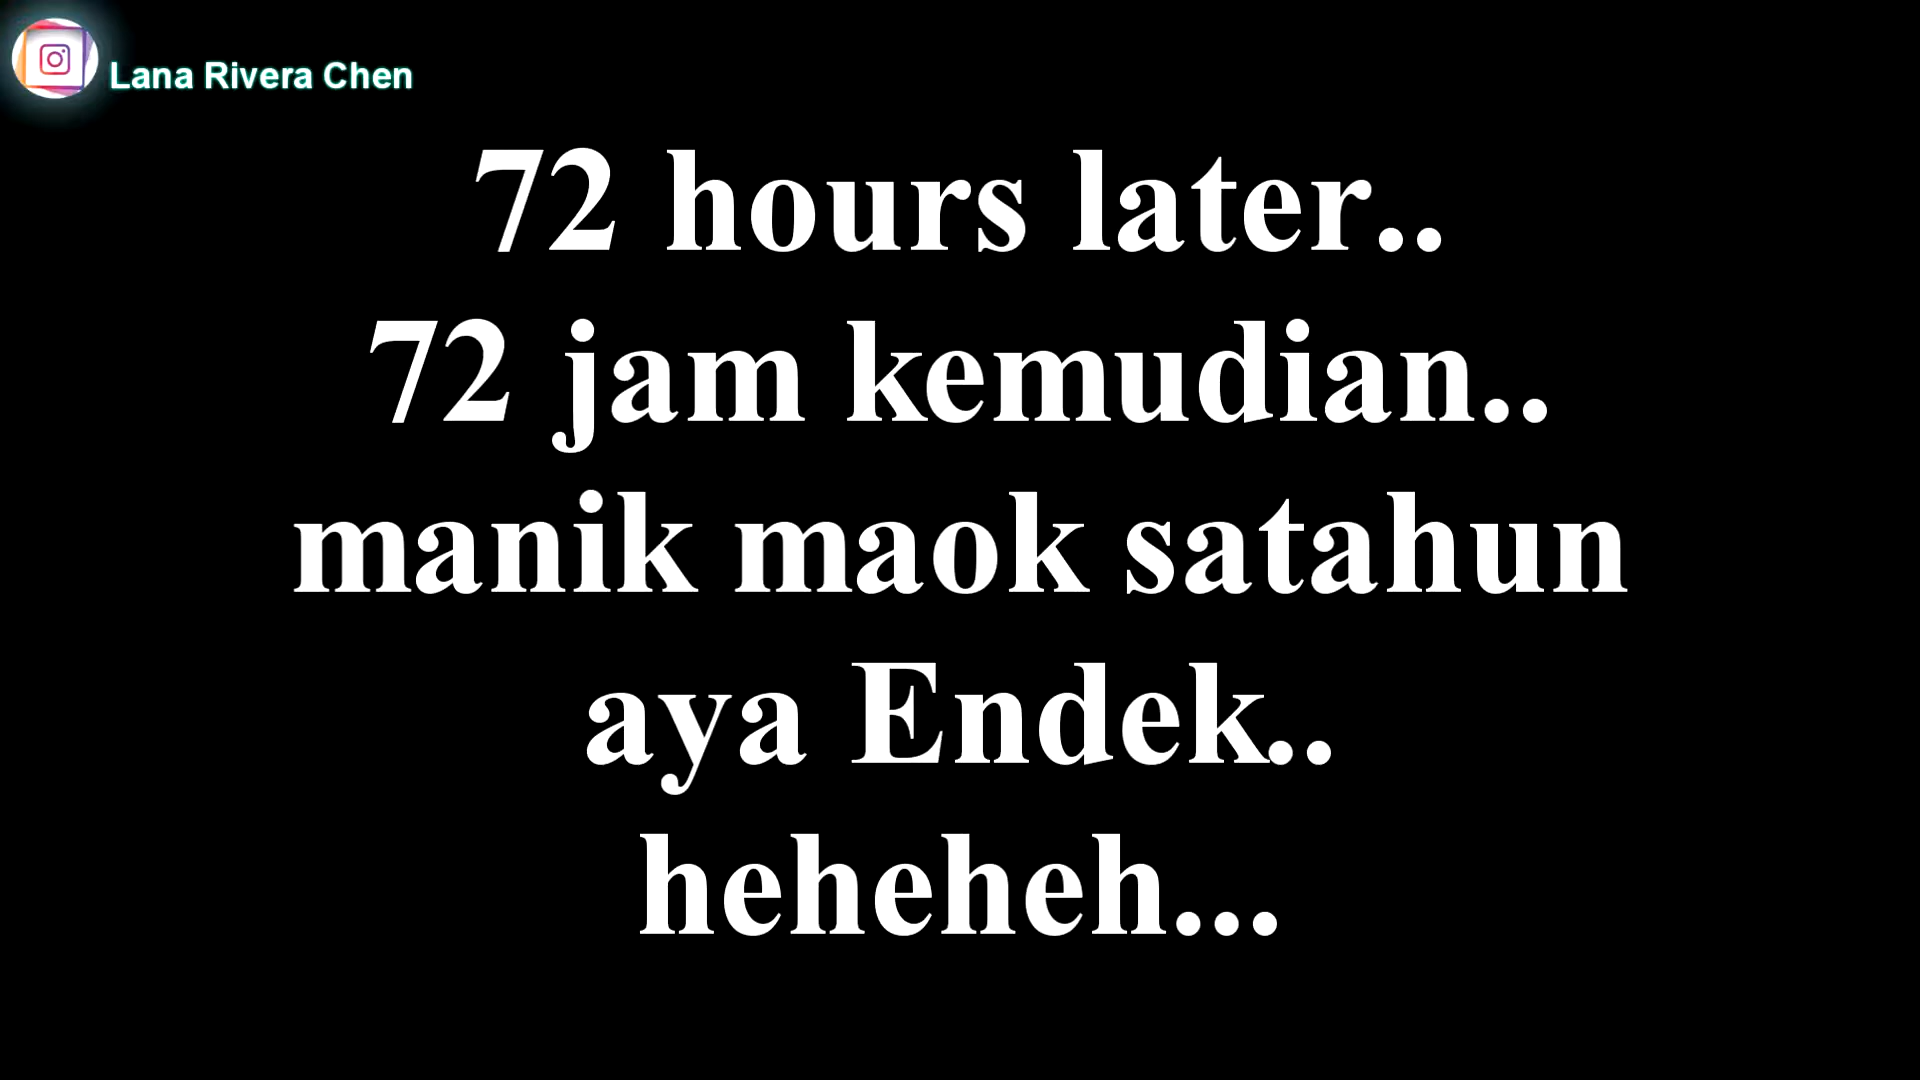 Lana Rivera Chen
72 hours later..
72 jam kemudian..
manik maok satahun
aya Endek..
heheheh...